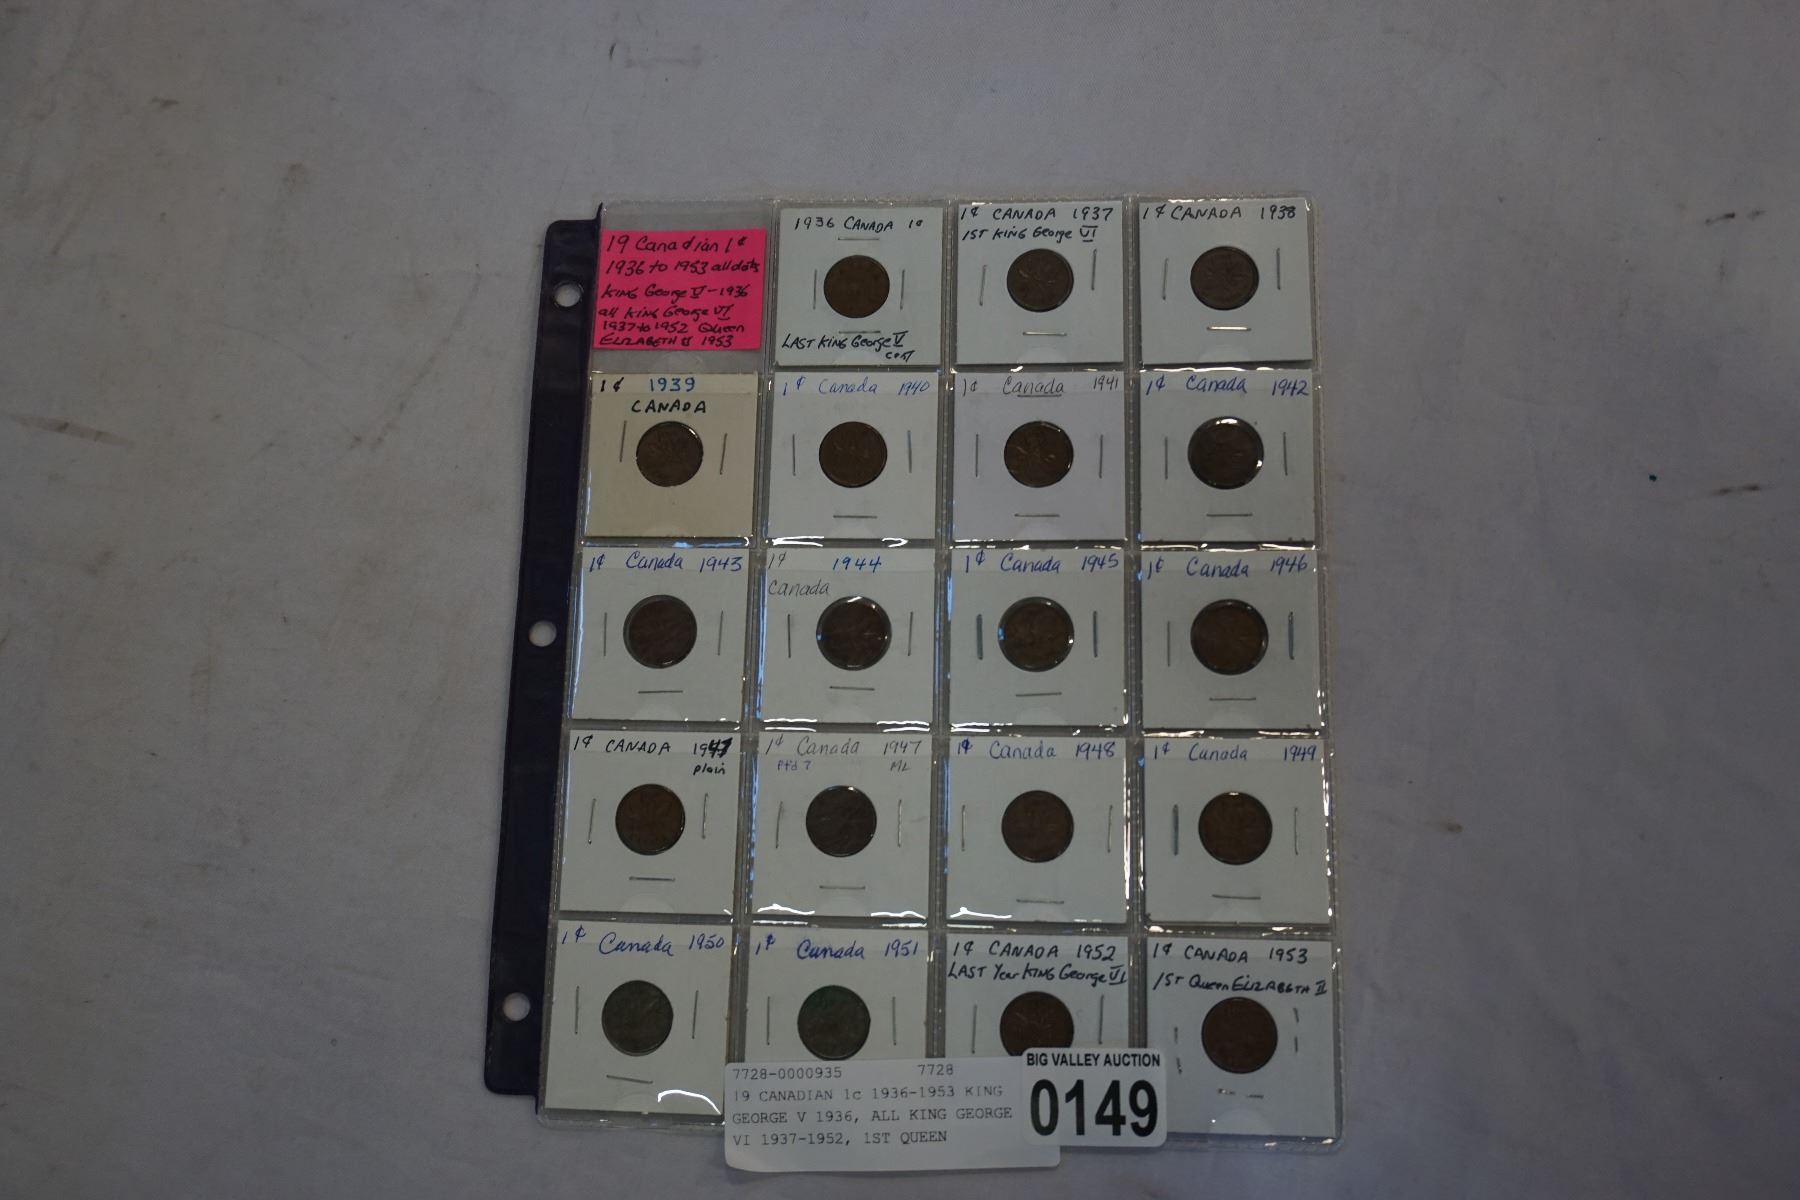 19 Canadian 1¢
1936 to 1953 all dates
KING George V - 1936
all KING George VI
1937 to 1952 Queen
ELIZABETH II 1953
1936 CANADA 1¢
LAST KING George V
1¢ CANADA 1937
1ST KING George VI
1¢ CANADA 1938
1¢ 1939
CANADA
1¢ Canada 1940
1¢ Canada 1941
1¢ Canada 1942
1¢ Canada 1943
1¢ 1944
Canada
1¢ Canada 1945
1¢ Canada 1946
1¢ CANADA 1947
Plain
1¢ Canada 1947
Ptd 7 ML
1¢ Canada 1948
1¢ Canada 1949
1¢ Canada 1950
1¢ Canada 1951
1¢ CANADA 1952
LAST Year KING George VI
1¢ CANADA 1953
1ST Queen ELIZABETH II
7728-0000935 7728
19 CANADIAN 1c 1936-1953 KING
GEORGE V 1936, ALL KING GEORGE
VI 1937-1952, 1ST QUEEN
BIG VALLEY AUCTION
0149